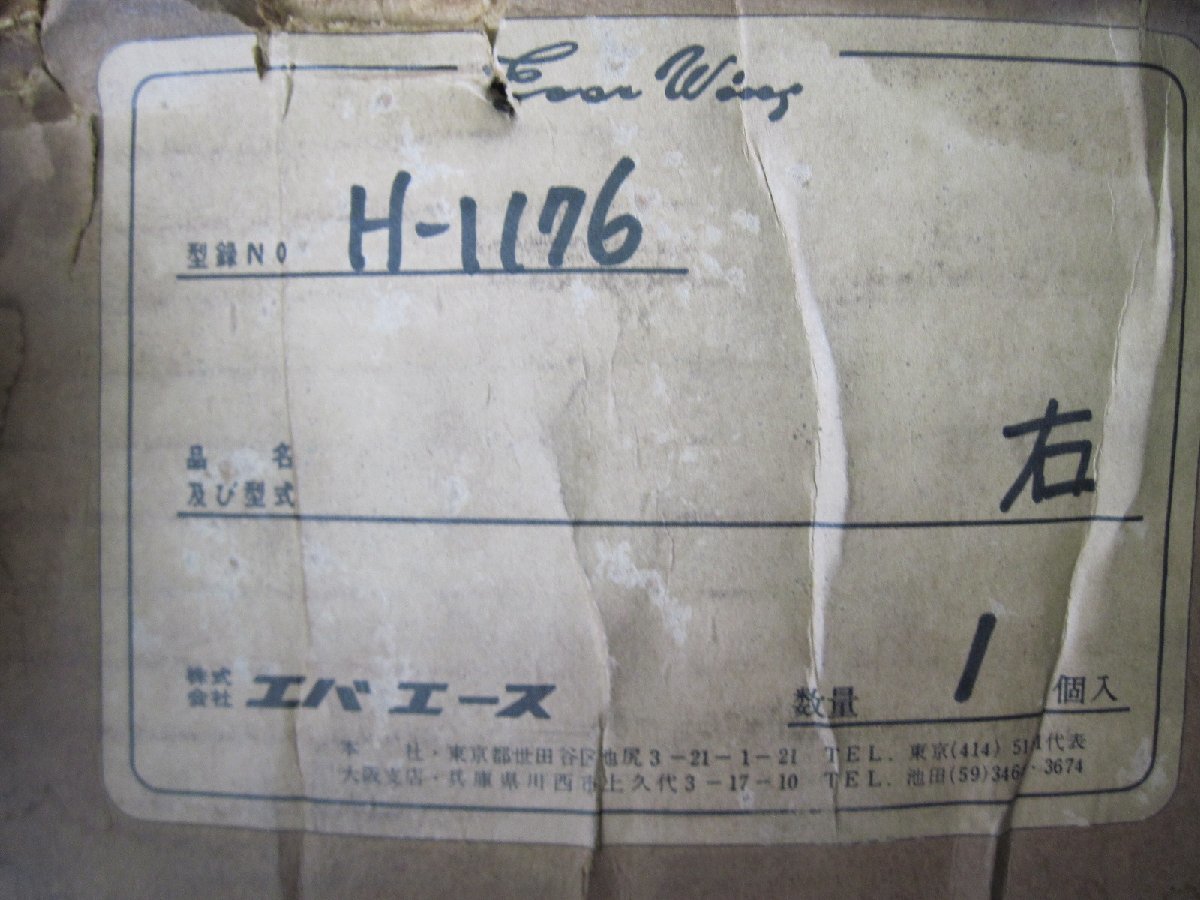 Wing
型録NO H-1176
右
品名
及び型式
数量 1 個入
株式会社 エバエース
本社・東京都世田谷区池尻3-21-1-21 TEL.東京(414) 代表
大阪支店・兵庫県川西市上久代3-17-10 TEL.池田(59)346 ・3674